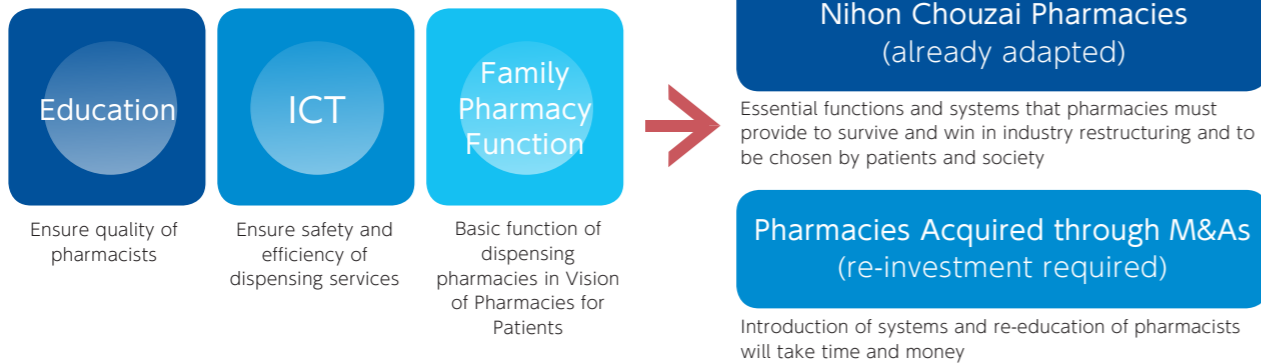 Education
Ensure quality of
pharmacists
ICT
Ensure safety and
efficiency of
dispensing services
Family
Pharmacy
Function
Basic function of
dispensing
pharmacies in Vision
of Pharmacies for
Patients
Nihon Chouzai Pharmacies
(already adapted)
Essential functions and systems that pharmacies must
provide to survive and win in industry restructuring and to
be chosen by patients and society
Pharmacies Acquired through M&As
(re-investment required)
Introduction of systems and re-education of pharmacists
will take time and money